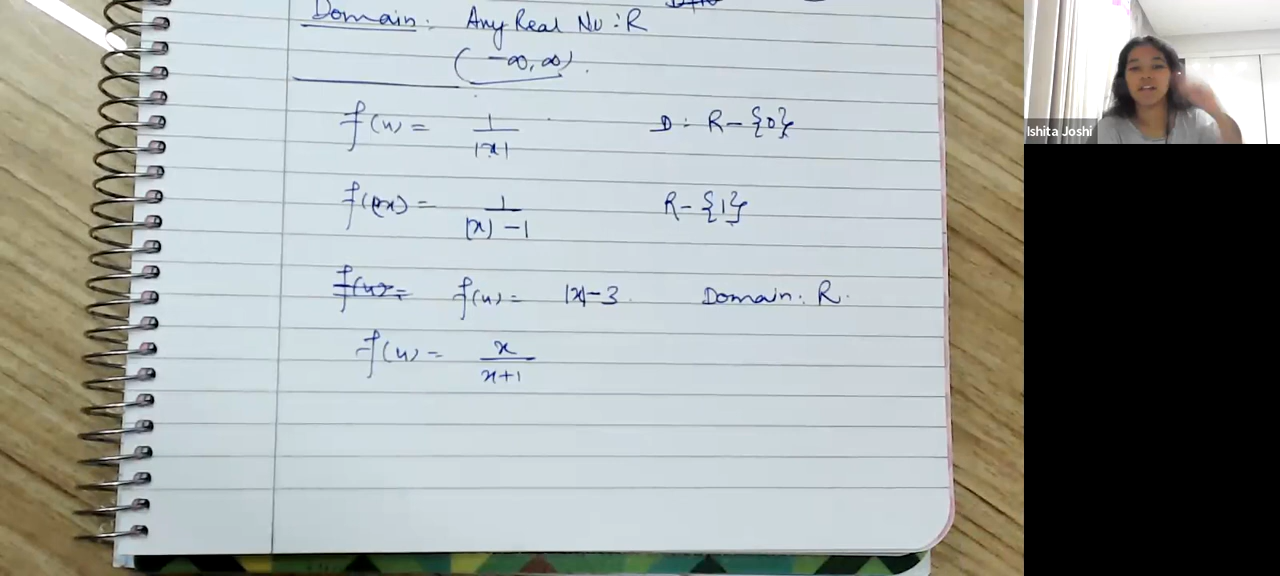 Domain: Any Real No: R
(-∞,∞).
f(x) = 1/|x| D: R-{0}
f(x) = 1/|x|-1 R-{1}
f(x)= f(x) = |x|-3 Domain: R.
f(x) = x/x+1
Ishita Joshi